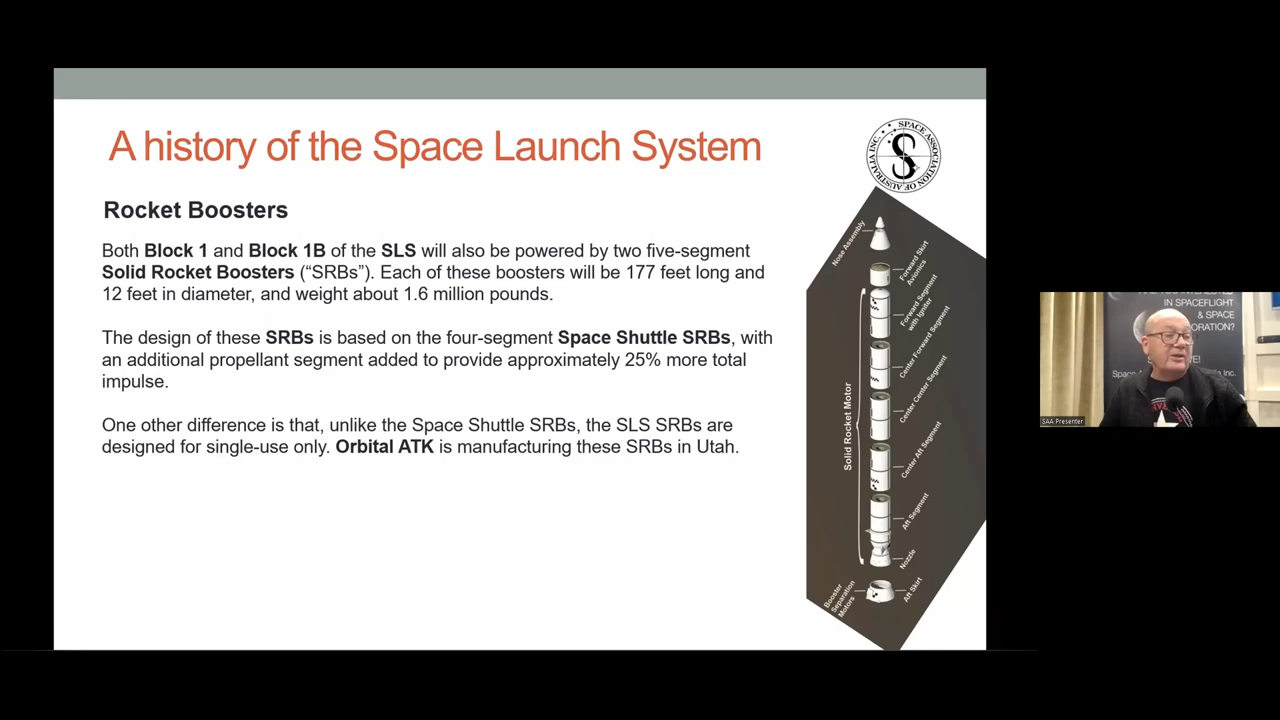 A history of the Space Launch System
SPACE ASSOCIATION
OF AUSTRALIA INC.
S
Rocket Boosters
Both Block 1 and Block 1B of the SLS will also be powered by two five-segment
Solid Rocket Boosters (“SRBs”). Each of these boosters will be 177 feet long and
12 feet in diameter, and weight about 1.6 million pounds.
The design of these SRBs is based on the four-segment Space Shuttle SRBs, with
an additional propellant segment added to provide approximately 25% more total
impulse.
One other difference is that, unlike the Space Shuttle SRBs, the SLS SRBs are
designed for single-use only. Orbital ATK is manufacturing these SRBs in Utah.
Nose Assembly
Forward Skirt
Avionics
Forward Segment
with Igniter
Center Forward Segment
Center Center Segment
Solid Rocket Motor
Center Aft Segment
Aft Segment
Nozzle
Booster
Separation
Motors
Aft Skirt
IN SPACEFLIGHT
& SPACE
Inc.
SAA Presenter